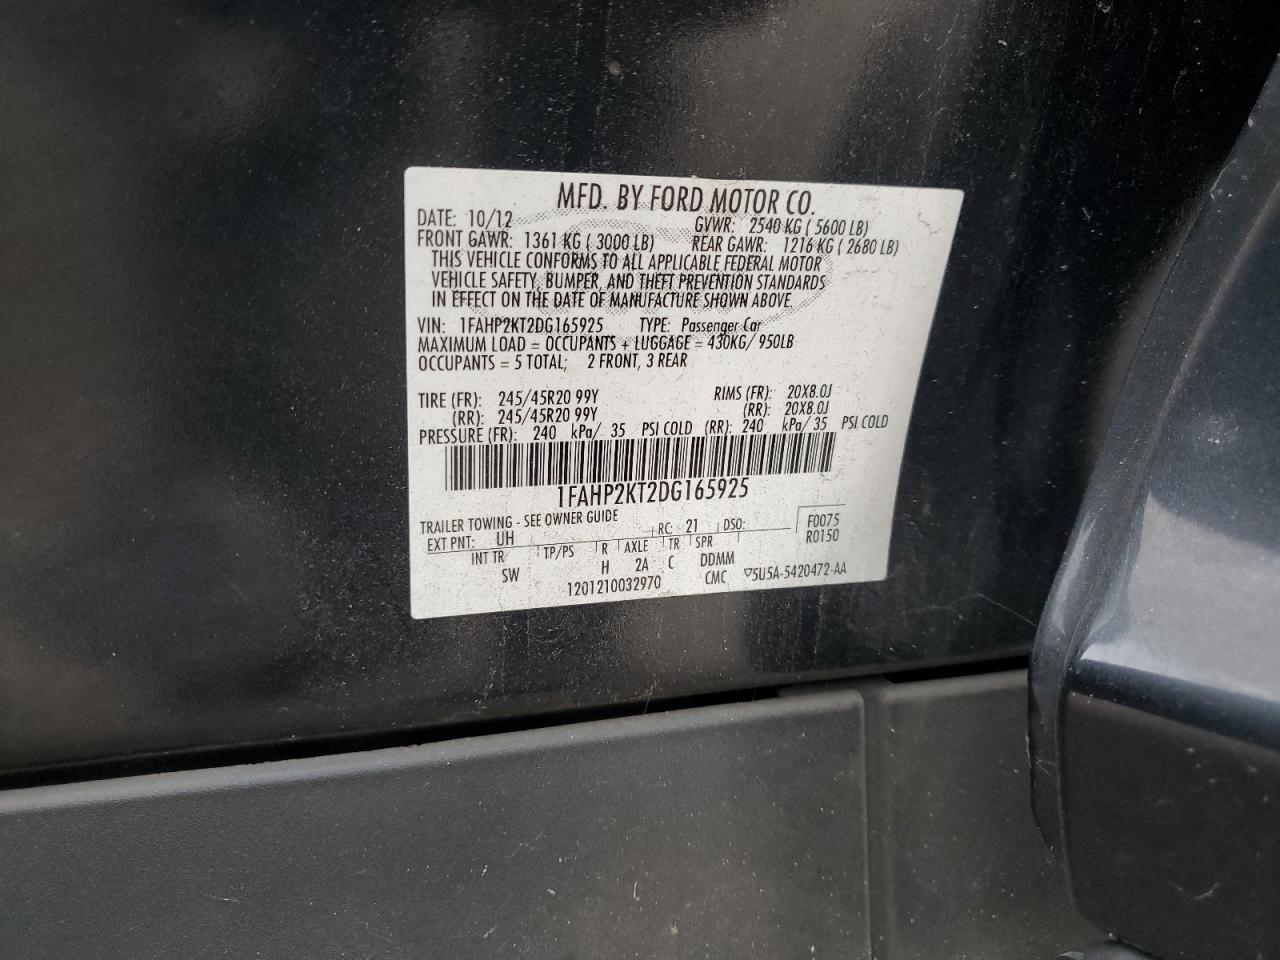 MFD. BY FORD MOTOR CO.
DATE: 10/12 GVWR: 2540 KG ( 5600 LB)
FRONT GAWR: 1361 KG ( 3000 LB) REAR GAWR: 1216 KG ( 2680 LB)
THIS VEHICLE CONFORMS TO ALL APPLICABLE FEDERAL MOTOR
VEHICLE SAFETY, BUMPER, AND THEFT PREVENTION STANDARDS
IN EFFECT ON THE DATE OF MANUFACTURE SHOWN ABOVE.
VIN: 1FAHP2KT2DG165925 TYPE: Passenger Car
MAXIMUM LOAD = OCCUPANTS + LUGGAGE = 430KG/ 950LB
OCCUPANTS = 5 TOTAL; 2 FRONT, 3 REAR
TIRE (FR): 245/45R20 99Y RIMS (FR): 20X8.0J
(RR): 245/45R20 99Y (RR): 20X8.0J
PRESSURE (FR): 240 kPa/ 35 PSI COLD (RR): 240 kPa/ 35 PSI COLD
1FAHP2KT2DG165925
TRAILER TOWING - SEE OWNER GUIDE
EXT PNT: UH RC: 21 DSO: F0075
R0150
INT TR TP/PS R AXLE TR SPR
SW H 2A C DDMM
1201210032970 CMC ▽5U5A-5420472-AA